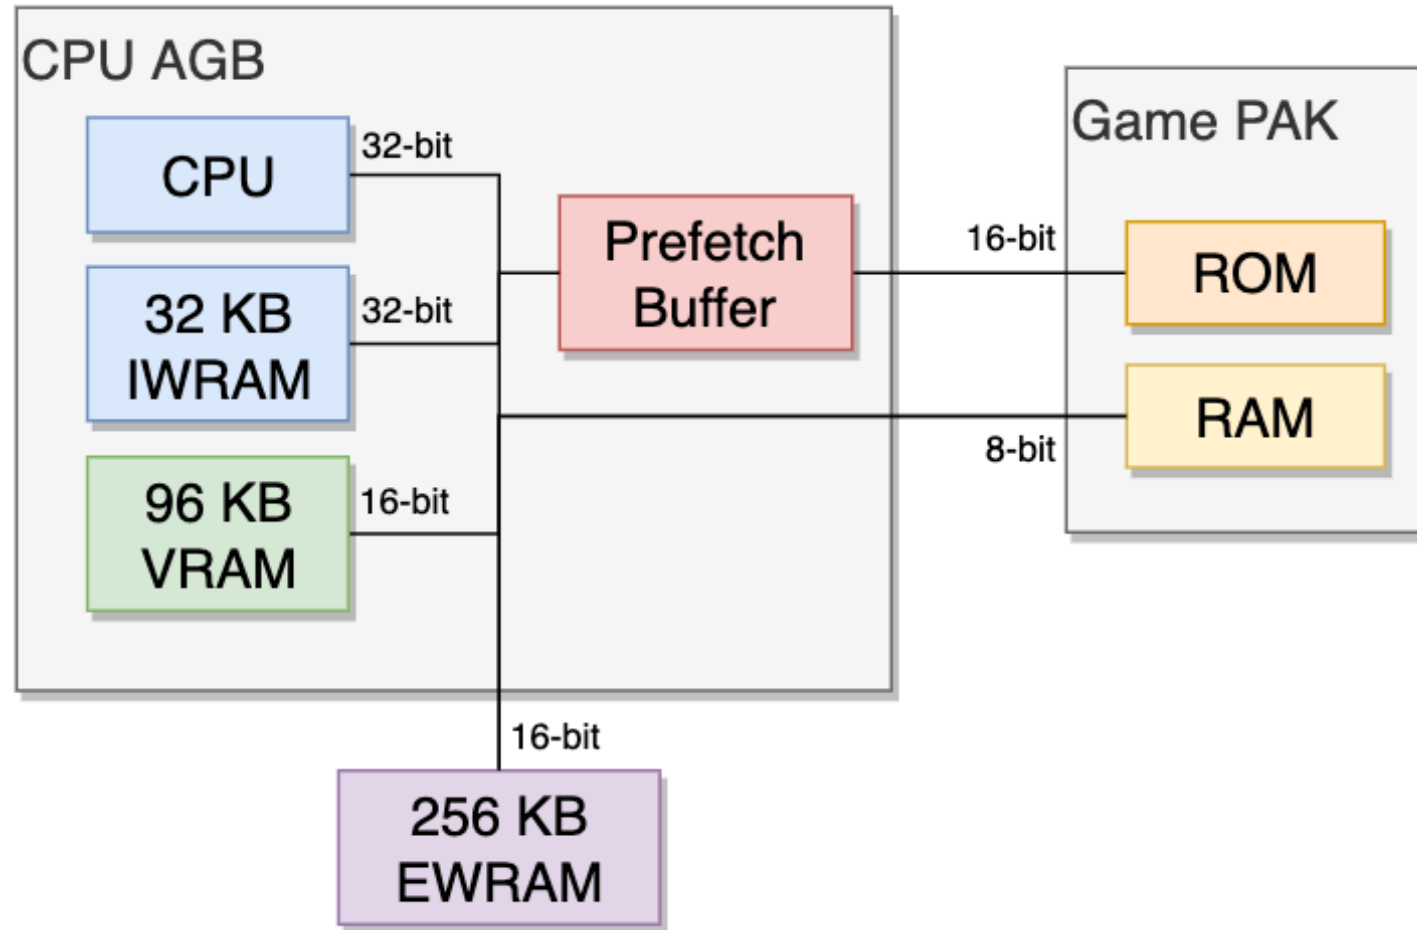 CPU AGB
CPU
32-bit
32 KB
IWRAM
32-bit
96 KB
VRAM
16-bit
Prefetch
Buffer
16-bit
8-bit
Game PAK
ROM
RAM
16-bit
256 KB
EWRAM